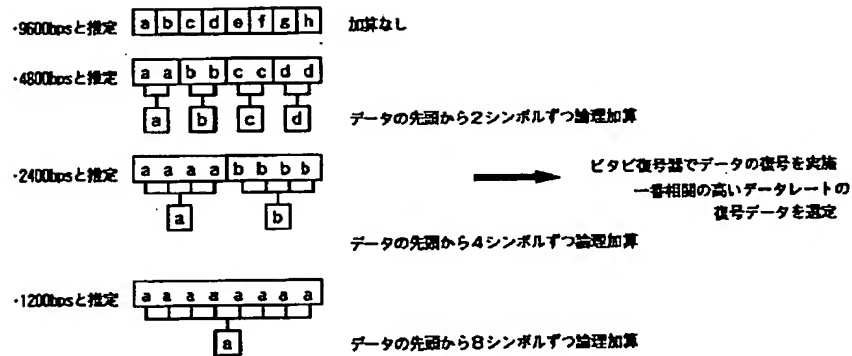 ・9600bpsと推定 a b c d e f g h 加算なし
・4800bpsと推定 a a b b c c d d
a b c d
データの先頭から2シンボルずつ論理加算
・2400bpsと推定 a a a a b b b b
a b
データの先頭から4シンボルずつ論理加算
・1200bpsと推定 a a a a a a a a
a
データの先頭から8シンボルずつ論理加算
ビタビ復号器でデータの復号を実施
一番相関の高いデータレートの
復号データを選定